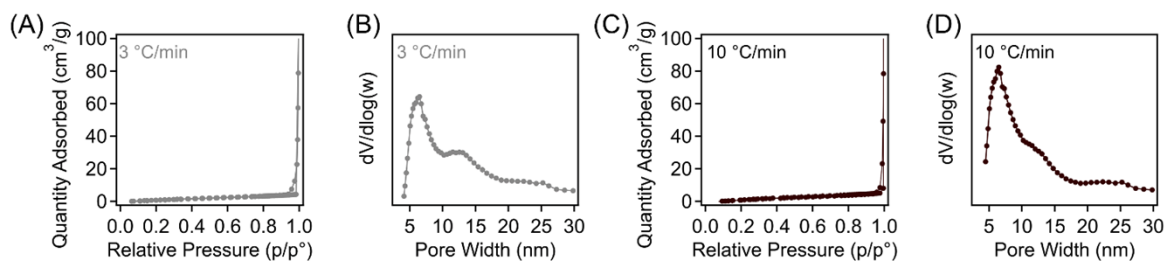 (A)
3 °C/min
Quantity Adsorbed (cm³/g)
100
80
60
40
20
0
0.0 0.2 0.4 0.6 0.8 1.0
Relative Pressure (p/p°)
(B)
3 °C/min
dV/dlog(w)
5 10 15 20 25 30
Pore Width (nm)
(C)
10 °C/min
Quantity Adsorbed (cm³/g)
100
80
60
40
20
0
0.0 0.2 0.4 0.6 0.8 1.0
Relative Pressure (p/p°)
(D)
10 °C/min
dV/dlog(w)
5 10 15 20 25 30
Pore Width (nm)